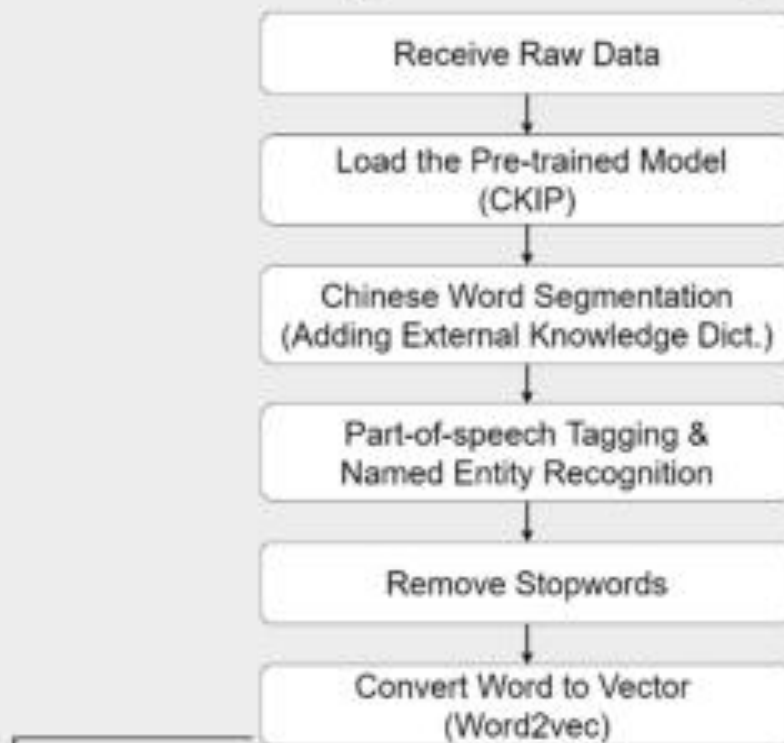 Receive Raw Data
Load the Pre-trained Model
(CKIP)
Chinese Word Segmentation
(Adding External Knowledge Dict.)
Part-of-speech Tagging &
Named Entity Recognition
Remove Stopwords
Convert Word to Vector
(Word2vec)